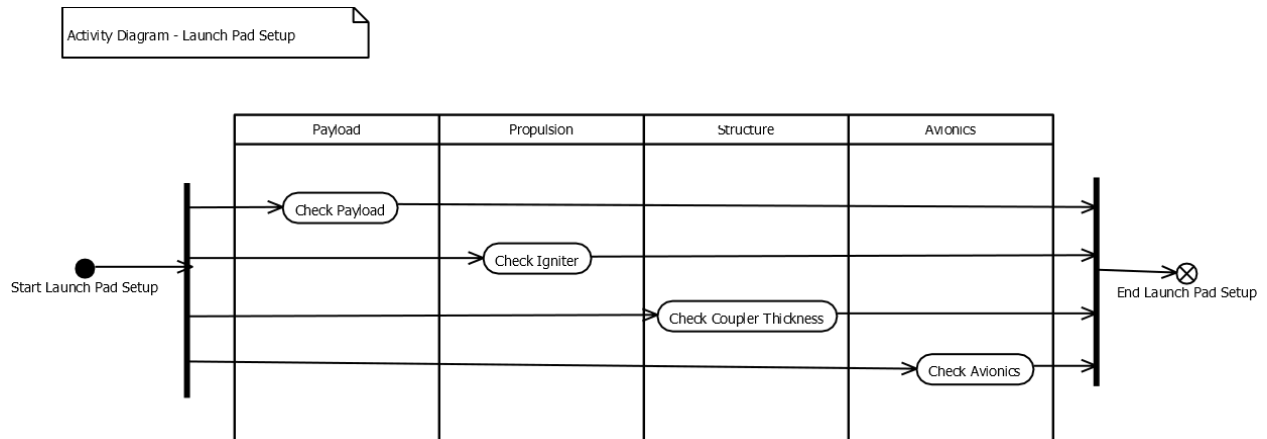 Activity Diagram - Launch Pad Setup
Payload
Propulsion
Structure
Avionics
Check Payload
Check Igniter
Start Launch Pad Setup
End Launch Pad Setup
Check Coupler Thickness
Check Avionics